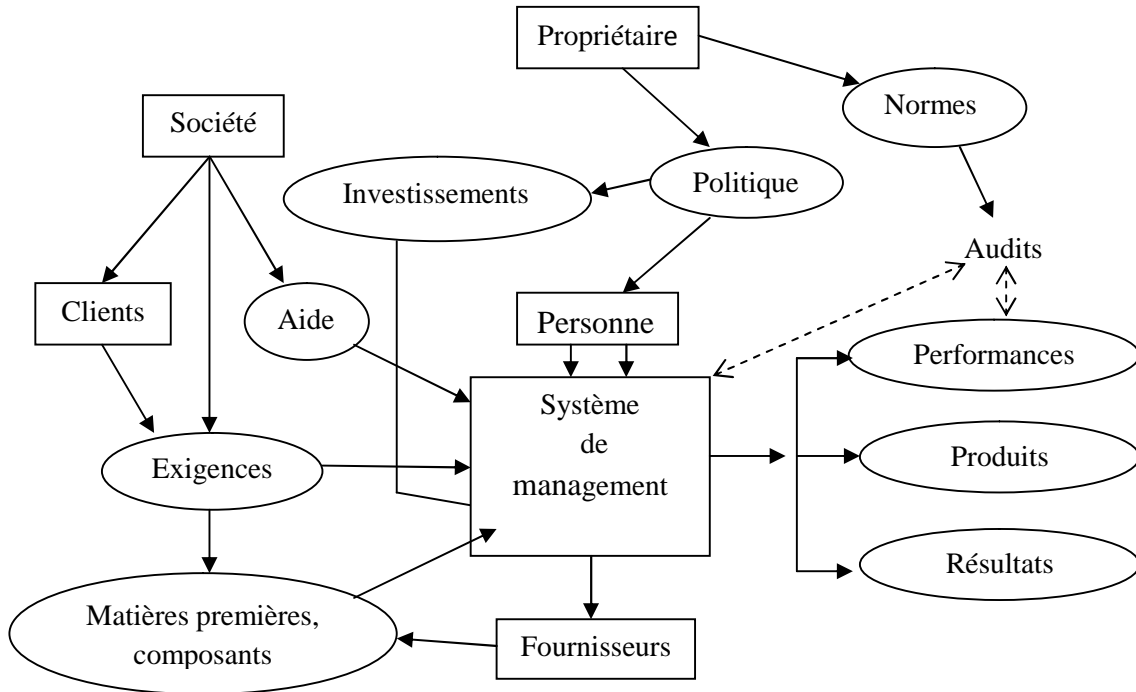 Propriétaire
Normes
Société
Investissements
Politique
Audits
Clients
Aide
Personne
Performances
Système
de
management
Exigences
Produits
Résultats
Matières premières,
composants
Fournisseurs